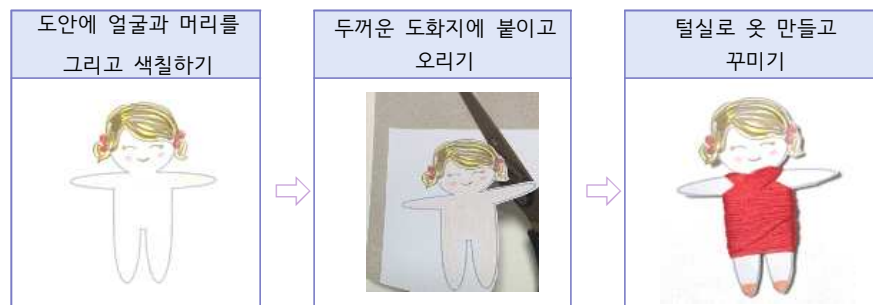 도안에 얼굴과 머리를
그리고 색칠하기
두꺼운 도화지에 붙이고
오리기
털실로 옷 만들고
꾸미기